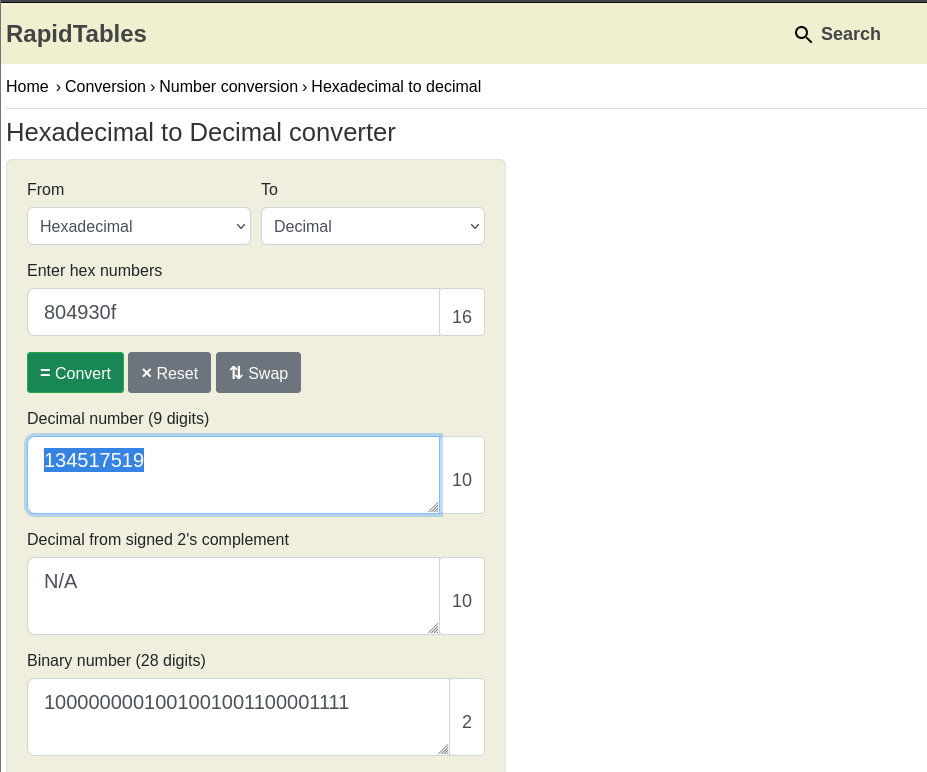 RapidTables
Search
Home › Conversion › Number conversion › Hexadecimal to decimal
Hexadecimal to Decimal converter
From To
Hexadecimal Decimal
Enter hex numbers
804930f 16
= Convert × Reset ⇅ Swap
Decimal number (9 digits)
134517519 10
Decimal from signed 2's complement
N/A 10
Binary number (28 digits)
1000000001001001001100001111 2